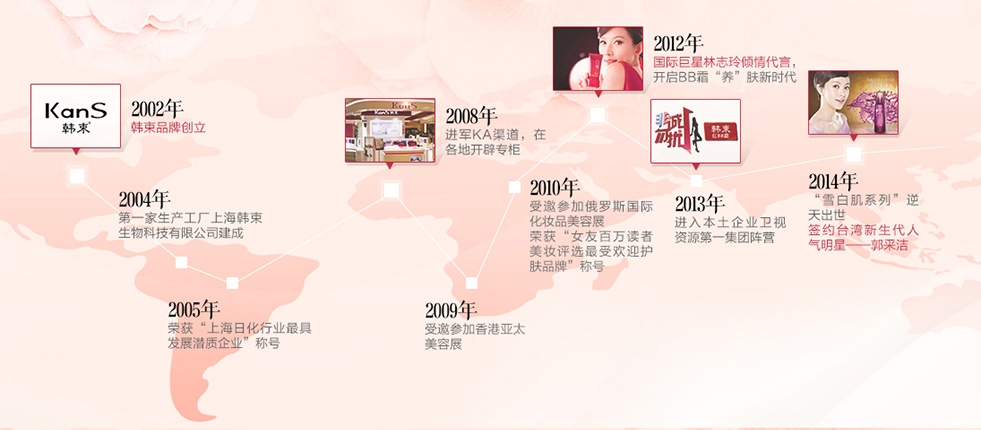 KanS
韩束
2002年
韩束品牌创立
2004年
第一家生产工厂上海韩束
生物科技有限公司建成
2005年
荣获“上海日化行业最具
发展潜质企业”称号
KanS
2008年
进军KA渠道，在
各地开辟专柜
2009年
受邀参加香港亚太
美容展
2010年
受邀参加俄罗斯国际
化妆品美容展
荣获“女友百万读者
美妆评选最受欢迎护
肤品牌”称号
2012年
国际巨星林志玲倾情代言，
开启BB霜“养”肤新时代
韩束
2013年
进入本土企业卫视
资源第一集团阵营
2014年
“雪白肌系列”逆
天出世
签约台湾新生代人
气明星——郭采洁